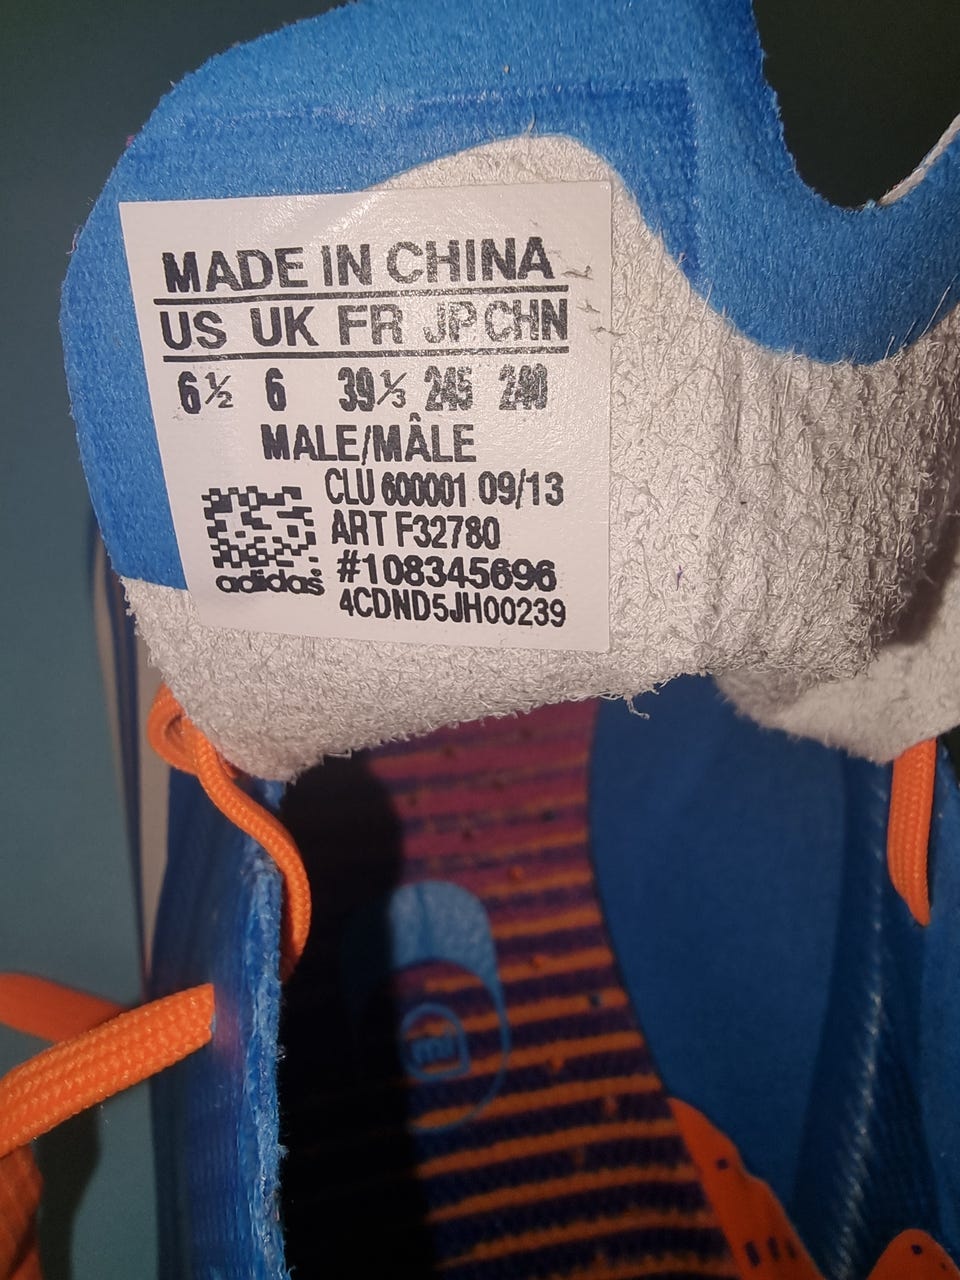 MADE IN CHINA
US UK FR JP CHN
6½ 6 39⅓ 245 240
MALE/MÂLE
CLU 600001 09/13
ART F32780
#108345696
adidas®
4CDND5JH00239